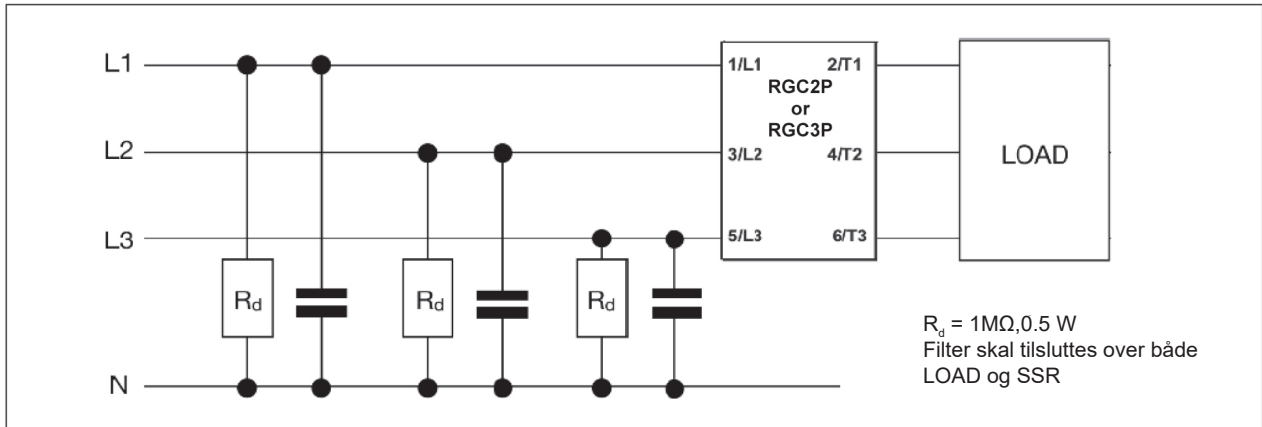 L1
1/L1 2/T1
RGC2P
or
RGC3P
L2
3/L2 4/T2
LOAD
L3
5/L3 6/T3
Rd Rd Rd
N
Rd = 1MΩ,0.5 W
Filter skal tilsluttes over både
LOAD og SSR